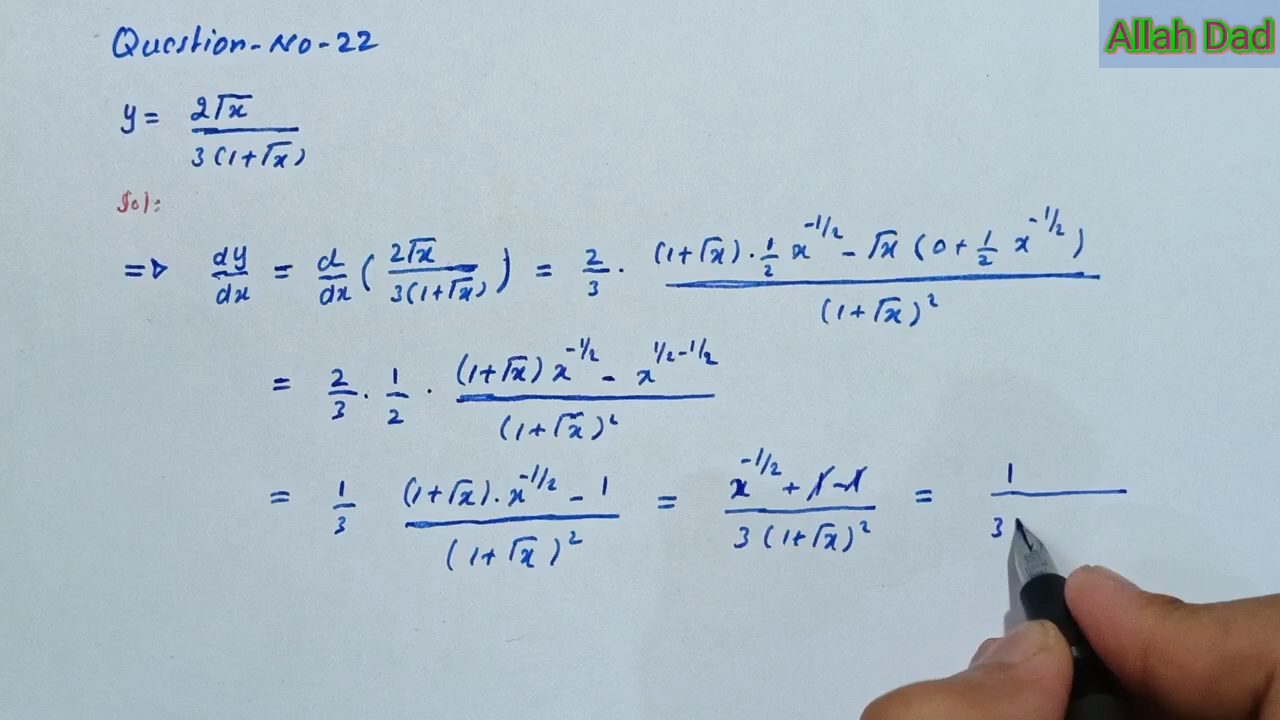 Allah Dad
Question-No-22
y = 2√x / 3(1+√x)
Sol:
=> dy/dx = d/dx (2√x / 3(1+√x)) = 2/3 · ((1+√x)·1/2 x^-1/2 - √x (0 + 1/2 x^-1/2)) / (1+√x)^2
= 2/3 · 1/2 · ((1+√x) x^-1/2 - x^1/2-1/2) / (1+√x)^2
= 1/3 ((1+√x)·x^-1/2 - 1) / (1+√x)^2 = (x^-1/2 + 1 - 1) / 3(1+√x)^2 = 1 / 3